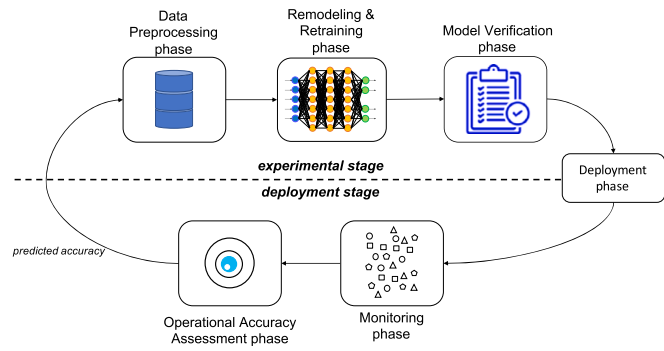 Data
Preprocessing
phase
Remodeling &
Retraining
phase
Model Verification
phase
experimental stage
deployment stage
Deployment
phase
predicted accuracy
Operational Accuracy
Assessment phase
Monitoring
phase